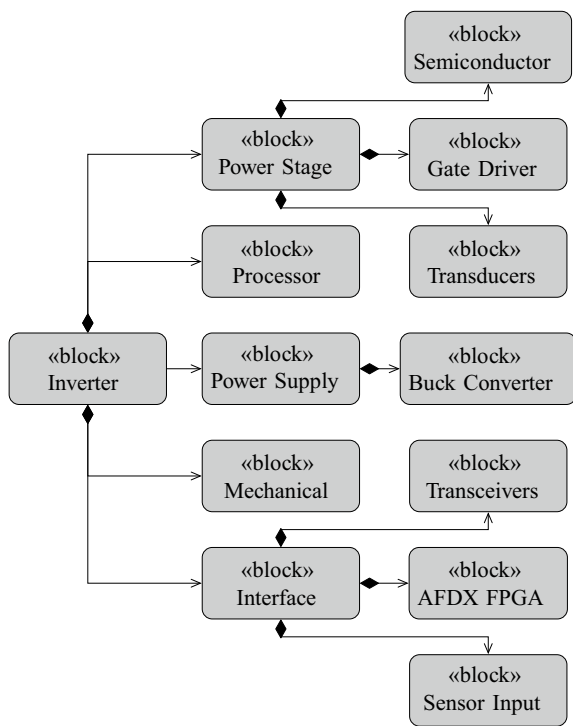 «block»
Semiconductor
«block»
Power Stage
«block»
Gate Driver
«block»
Processor
«block»
Transducers
«block»
Inverter
«block»
Power Supply
«block»
Buck Converter
«block»
Mechanical
«block»
Transceivers
«block»
Interface
«block»
AFDX FPGA
«block»
Sensor Input